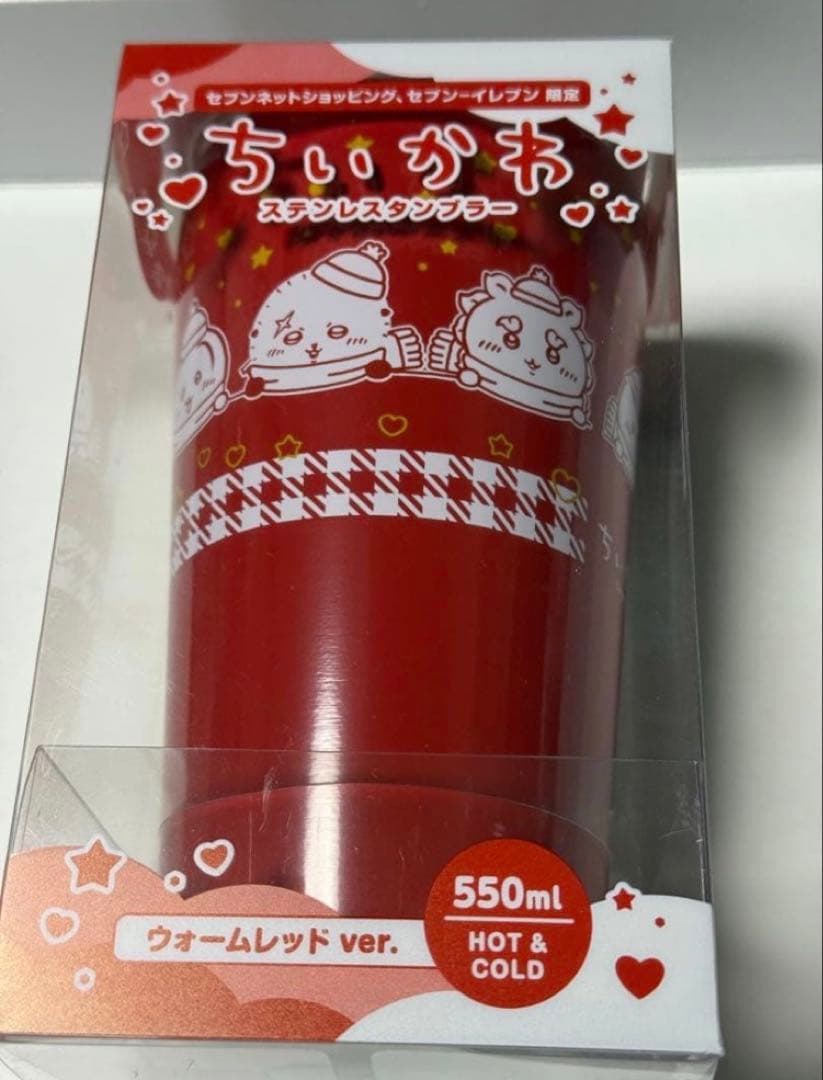 セブンネットショッピング、セブン-イレブン 限定
ちいかわ
ステンレスタンブラー
ちい
ウォームレッド ver.
550ml
HOT &
COLD